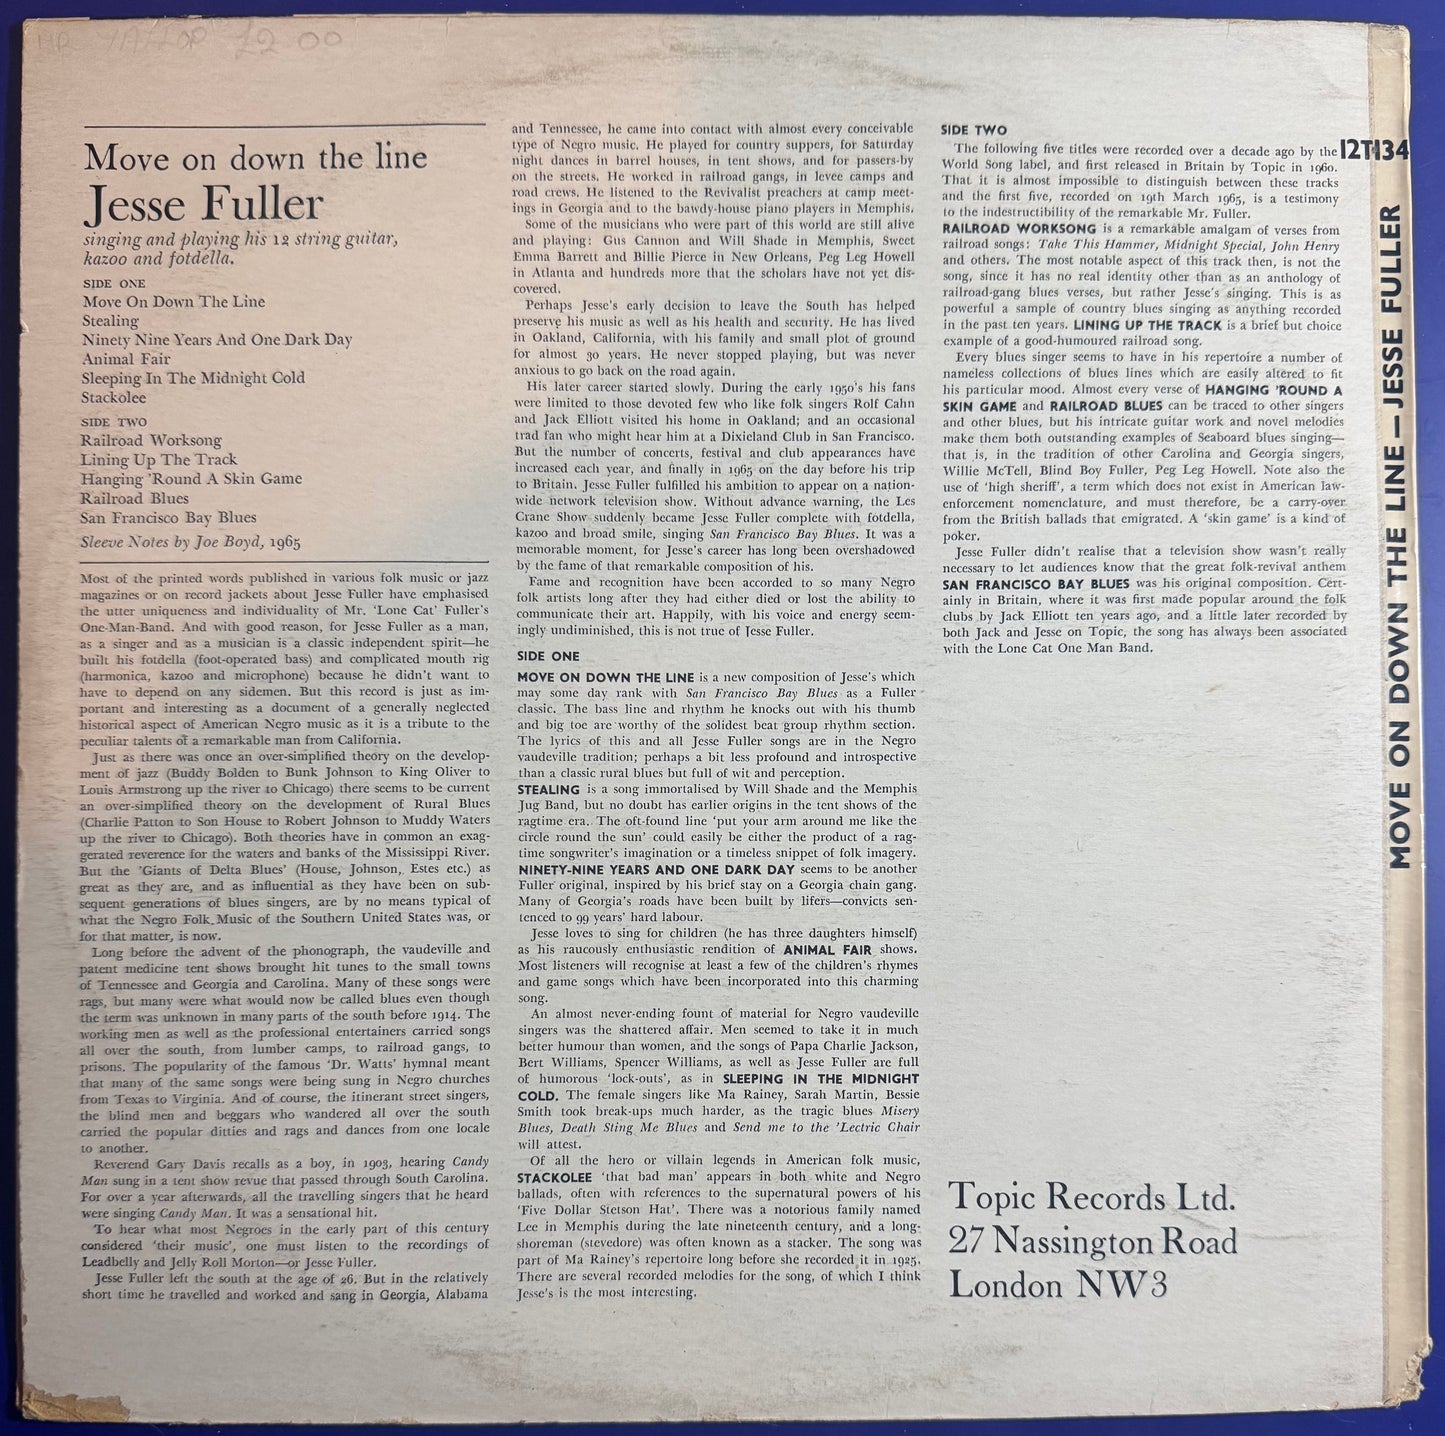 MR YALLOP £2 00
Move on down the line
Jesse Fuller
singing and playing his 12 string guitar,
kazoo and fotdella.
SIDE ONE
Move On Down The Line
Stealing
Ninety Nine Years And One Dark Day
Animal Fair
Sleeping In The Midnight Cold
Stackolee
SIDE TWO
Railroad Worksong
Lining Up The Track
Hanging 'Round A Skin Game
Railroad Blues
San Francisco Bay Blues
Sleeve Notes by Joe Boyd, 1965
Most of the printed words published in various folk music or jazz
magazines or on record jackets about Jesse Fuller have emphasised
the utter uniqueness and individuality of Mr. 'Lone Cat' Fuller's
One-Man-Band. And with good reason, for Jesse Fuller as a man,
as a singer and as a musician is a classic independent spirit—he
built his fotdella (foot-operated bass) and complicated mouth rig
(harmonica, kazoo and microphone) because he didn't want to
have to depend on any sidemen. But this record is just as im-
portant and interesting as a document of a generally neglected
historical aspect of American Negro music as it is a tribute to the
peculiar talents of a remarkable man from California.
Just as there was once an over-simplified theory on the develop-
ment of jazz (Buddy Bolden to Bunk Johnson to King Oliver to
Louis Armstrong up the river to Chicago) there seems to be current
an over-simplified theory on the development of Rural Blues
(Charlie Patton to Son House to Robert Johnson to Muddy Waters
up the river to Chicago). Both theories have in common an exag-
gerated reverence for the waters and banks of the Mississippi River.
But the 'Giants of Delta Blues' (House, Johnson, Estes etc.) as
great as they are, and as influential as they have been on sub-
sequent generations of blues singers, are by no means typical of
what the Negro Folk Music of the Southern United States was, or
for that matter, is now.
Long before the advent of the phonograph, the vaudeville and
patent medicine tent shows brought hit tunes to the small towns
of Tennessee and Georgia and Carolina. Many of these songs were
rags, but many were what would now be called blues even though
the term was unknown in many parts of the south before 1914. The
working men as well as the professional entertainers carried songs
all over the south, from lumber camps, to railroad gangs, to
prisons. The popularity of the famous 'Dr. Watts' hymnal meant
that many of the same songs were being sung in Negro churches
from Texas to Virginia. And of course, the itinerant street singers,
the blind men and beggars who wandered all over the south
carried the popular ditties and rags and dances from one locale
to another.
Reverend Gary Davis recalls as a boy, in 1903, hearing Candy
Man sung in a tent show revue that passed through South Carolina.
For over a year afterwards, all the travelling singers that he heard
were singing Candy Man. It was a sensational hit.
To hear what most Negroes in the early part of this century
considered 'their music', one must listen to the recordings of
Leadbelly and Jelly Roll Morton—or Jesse Fuller.
Jesse Fuller left the south at the age of 26. But in the relatively
short time he travelled and worked and sang in Georgia, Alabama
and Tennessee, he came into contact with almost every conceivable
type of Negro music. He played for country suppers, for Saturday
night dances in barrel houses, in tent shows, and for passers-by
on the streets. He worked in railroad gangs, in levee camps and
road crews. He listened to the Revivalist preachers at camp meet-
ings in Georgia and to the bawdy-house piano players in Memphis.
Some of the musicians who were part of this world are still alive
and playing: Gus Cannon and Will Shade in Memphis, Sweet
Emma Barrett and Billie Pierce in New Orleans, Peg Leg Howell
in Atlanta and hundreds more that the scholars have not yet dis-
covered.
Perhaps Jesse's early decision to leave the South has helped
preserve his music as well as his health and security. He has lived
in Oakland, California, with his family and small plot of ground
for almost 30 years. He never stopped playing, but was never
anxious to go back on the road again.
His later career started slowly. During the early 1950's his fans
were limited to those devoted few who like folk singers Rolf Cahn
and Jack Elliott visited his home in Oakland; and an occasional
trad fan who might hear him at a Dixieland Club in San Francisco.
But the number of concerts, festival and club appearances have
increased each year, and finally in 1965 on the day before his trip
to Britain. Jesse Fuller fulfilled his ambition to appear on a nation-
wide network television show. Without advance warning, the Les
Crane Show suddenly became Jesse Fuller complete with fotdella,
kazoo and broad smile, singing San Francisco Bay Blues. It was a
memorable moment, for Jesse's career has long been overshadowed
by the fame of that remarkable composition of his.
Fame and recognition have been accorded to so many Negro
folk artists long after they had either died or lost the ability to
communicate their art. Happily, with his voice and energy seem-
ingly undiminished, this is not true of Jesse Fuller.
SIDE ONE
MOVE ON DOWN THE LINE is a new composition of Jesse's which
may some day rank with San Francisco Bay Blues as a Fuller
classic. The bass line and rhythm he knocks out with his thumb
and big toe are worthy of the solidest beat group rhythm section.
The lyrics of this and all Jesse Fuller songs are in the Negro
vaudeville tradition; perhaps a bit less profound and introspective
than a classic rural blues but full of wit and perception.
STEALING is a song immortalised by Will Shade and the Memphis
Jug Band, but no doubt has earlier origins in the tent shows of the
ragtime era. The oft-found line 'put your arm around me like the
circle round the sun' could easily be either the product of a rag-
time songwriter's imagination or a timeless snippet of folk imagery.
NINETY-NINE YEARS AND ONE DARK DAY seems to be another
Fuller original, inspired by his brief stay on a Georgia chain gang.
Many of Georgia's roads have been built by lifers—convicts sen-
tenced to 99 years' hard labour.
Jesse loves to sing for children (he has three daughters himself)
as his raucously enthusiastic rendition of ANIMAL FAIR shows.
Most listeners will recognise at least a few of the children's rhymes
and game songs which have been incorporated into this charming
song.
An almost never-ending fount of material for Negro vaudeville
singers was the shattered affair. Men seemed to take it in much
better humour than women, and the songs of Papa Charlie Jackson,
Bert Williams, Spencer Williams, as well as Jesse Fuller are full
of humorous 'lock-outs', as in SLEEPING IN THE MIDNIGHT
COLD. The female singers like Ma Rainey, Sarah Martin, Bessie
Smith took break-ups much harder, as the tragic blues Misery
Blues, Death Sting Me Blues and Send me to the 'Lectric Chair
will attest.
Of all the hero or villain legends in American folk music,
STACKOLEE 'that bad man' appears in both white and Negro
ballads, often with references to the supernatural powers of his
'Five Dollar Stetson Hat'. There was a notorious family named
Lee in Memphis during the late nineteenth century, and a long-
shoreman (stevedore) was often known as a stacker. The song was
part of Ma Rainey's repertoire long before she recorded it in 1925.
There are several recorded melodies for the song, of which I think
Jesse's is the most interesting.
SIDE TWO
The following five titles were recorded over a decade ago by the
World Song label, and first released in Britain by Topic in 1960.
That it is almost impossible to distinguish between these tracks
and the first five, recorded on 19th March 1965, is a testimony
to the indestructibility of the remarkable Mr. Fuller.
RAILROAD WORKSONG is a remarkable amalgam of verses from
railroad songs: Take This Hammer, Midnight Special, John Henry
and others. The most notable aspect of this track then, is not the
song, since it has no real identity other than as an anthology of
railroad-gang blues verses, but rather Jesse's singing. This is as
powerful a sample of country blues singing as anything recorded
in the past ten years. LINING UP THE TRACK is a brief but choice
example of a good-humoured railroad song.
Every blues singer seems to have in his repertoire a number of
nameless collections of blues lines which are easily altered to fit
his particular mood. Almost every verse of HANGING 'ROUND A
SKIN GAME and RAILROAD BLUES can be traced to other singers
and other blues, but his intricate guitar work and novel melodies
make them both outstanding examples of Seaboard blues singing—
that is, in the tradition of other Carolina and Georgia singers,
Willie McTell, Blind Boy Fuller, Peg Leg Howell. Note also the
use of 'high sheriff', a term which does not exist in American law-
enforcement nomenclature, and must therefore, be a carry-over
from the British ballads that emigrated. A 'skin game' is a kind of
poker.
Jesse Fuller didn't realise that a television show wasn't really
necessary to let audiences know that the great folk-revival anthem
SAN FRANCISCO BAY BLUES was his original composition. Cert-
ainly in Britain, where it was first made popular around the folk
clubs by Jack Elliott ten years ago, and a little later recorded by
both Jack and Jesse on Topic, the song has always been associated
with the Lone Cat One Man Band.
Topic Records Ltd.
27 Nassington Road
London NW3
12T134
MOVE ON DOWN THE LINE—JESSE FULLER